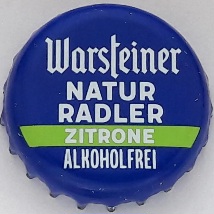 Warsteiner
NATUR
RADLER
ZITRONE
ALKOHOLFREI